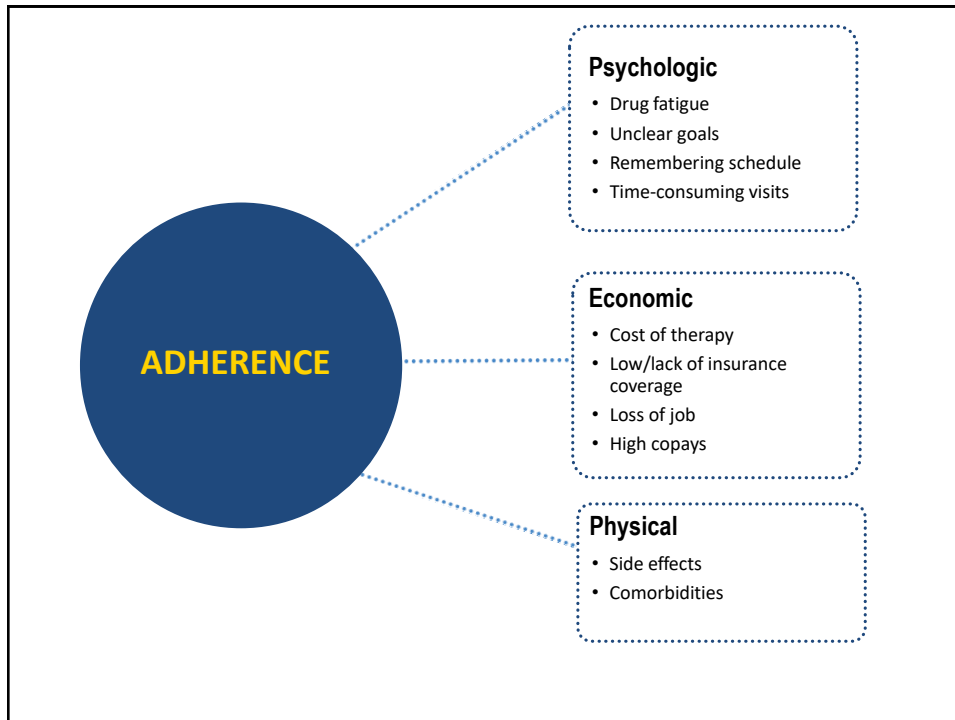 Psychologic
• Drug fatigue
• Unclear goals
• Remembering schedule
• Time-consuming visits
ADHERENCE
Economic
• Cost of therapy
• Low/lack of insurance
coverage
• Loss of job
• High copays
Physical
• Side effects
• Comorbidities